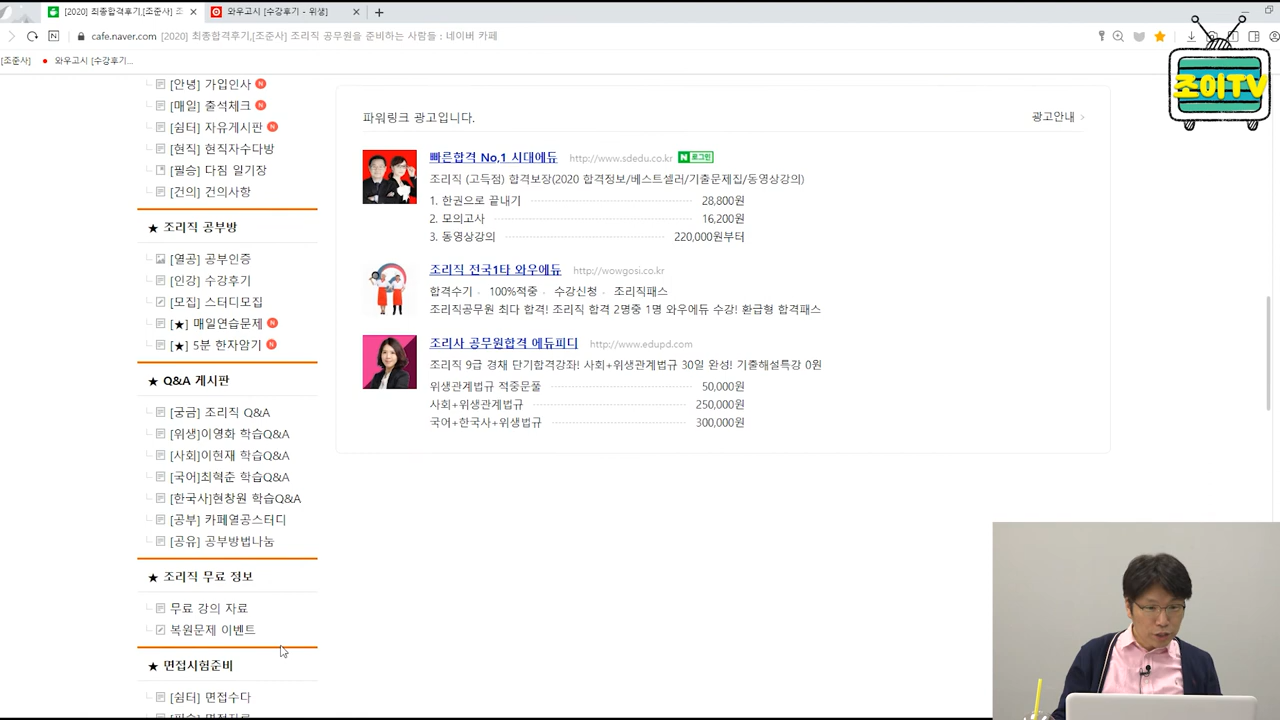 [2020] 최종합격후기,[조준사] 조
와우고시 [수강후기 - 위생]
cafe.naver.com [2020] 최종합격후기,[조준사] 조리직 공무원을 준비하는 사람들 : 네이버 카페
[조준사]
와우고시 [수강후기...
조이TV
[안녕] 가입인사 N
[매일] 출석체크 N
[쉼터] 자유게시판 N
[현직] 현직자수다방
[필승] 다짐 일기장
[건의] 건의사항
★ 조리직 공부방
[열공] 공부인증
[인강] 수강후기
[모집] 스터디모집
[★] 매일연습문제 N
[★] 5분 한자암기 N
★ Q&A 게시판
[궁금] 조리직 Q&A
[위생]이영화 학습Q&A
[사회]이현재 학습Q&A
[국어]최혁준 학습Q&A
[한국사]현창원 학습Q&A
[공부] 카페열공스터디
[공유] 공부방법나눔
★ 조리직 무료 정보
무료 강의 자료
복원문제 이벤트
★ 면접시험준비
[쉼터] 면접수다
파워링크 광고입니다.
광고안내
빠른합격 No.1 시대에듀 http://www.sdedu.co.kr N 로그인
조리직 (고득점) 합격보장(2020 합격정보/베스트셀러/기출문제집/동영상강의)
1. 한권으로 끝내기 28,800원
2. 모의고사 16,200원
3. 동영상강의 220,000원부터
조리직 전국1타 와우에듀 http://wowgosi.co.kr
합격수기 · 100%적중 · 수강신청 · 조리직패스
조리직공무원 최다 합격! 조리직 합격 2명중 1명 와우에듀 수강! 환급형 합격패스
조리사 공무원합격 에듀피디 http://www.edupd.com
조리직 9급 경채 단기합격강좌! 사회+위생관계법규 30일 완성! 기출해설특강 0원
위생관계법규 적중문풀 50,000원
사회+위생관계법규 250,000원
국어+한국사+위생법규 300,000원